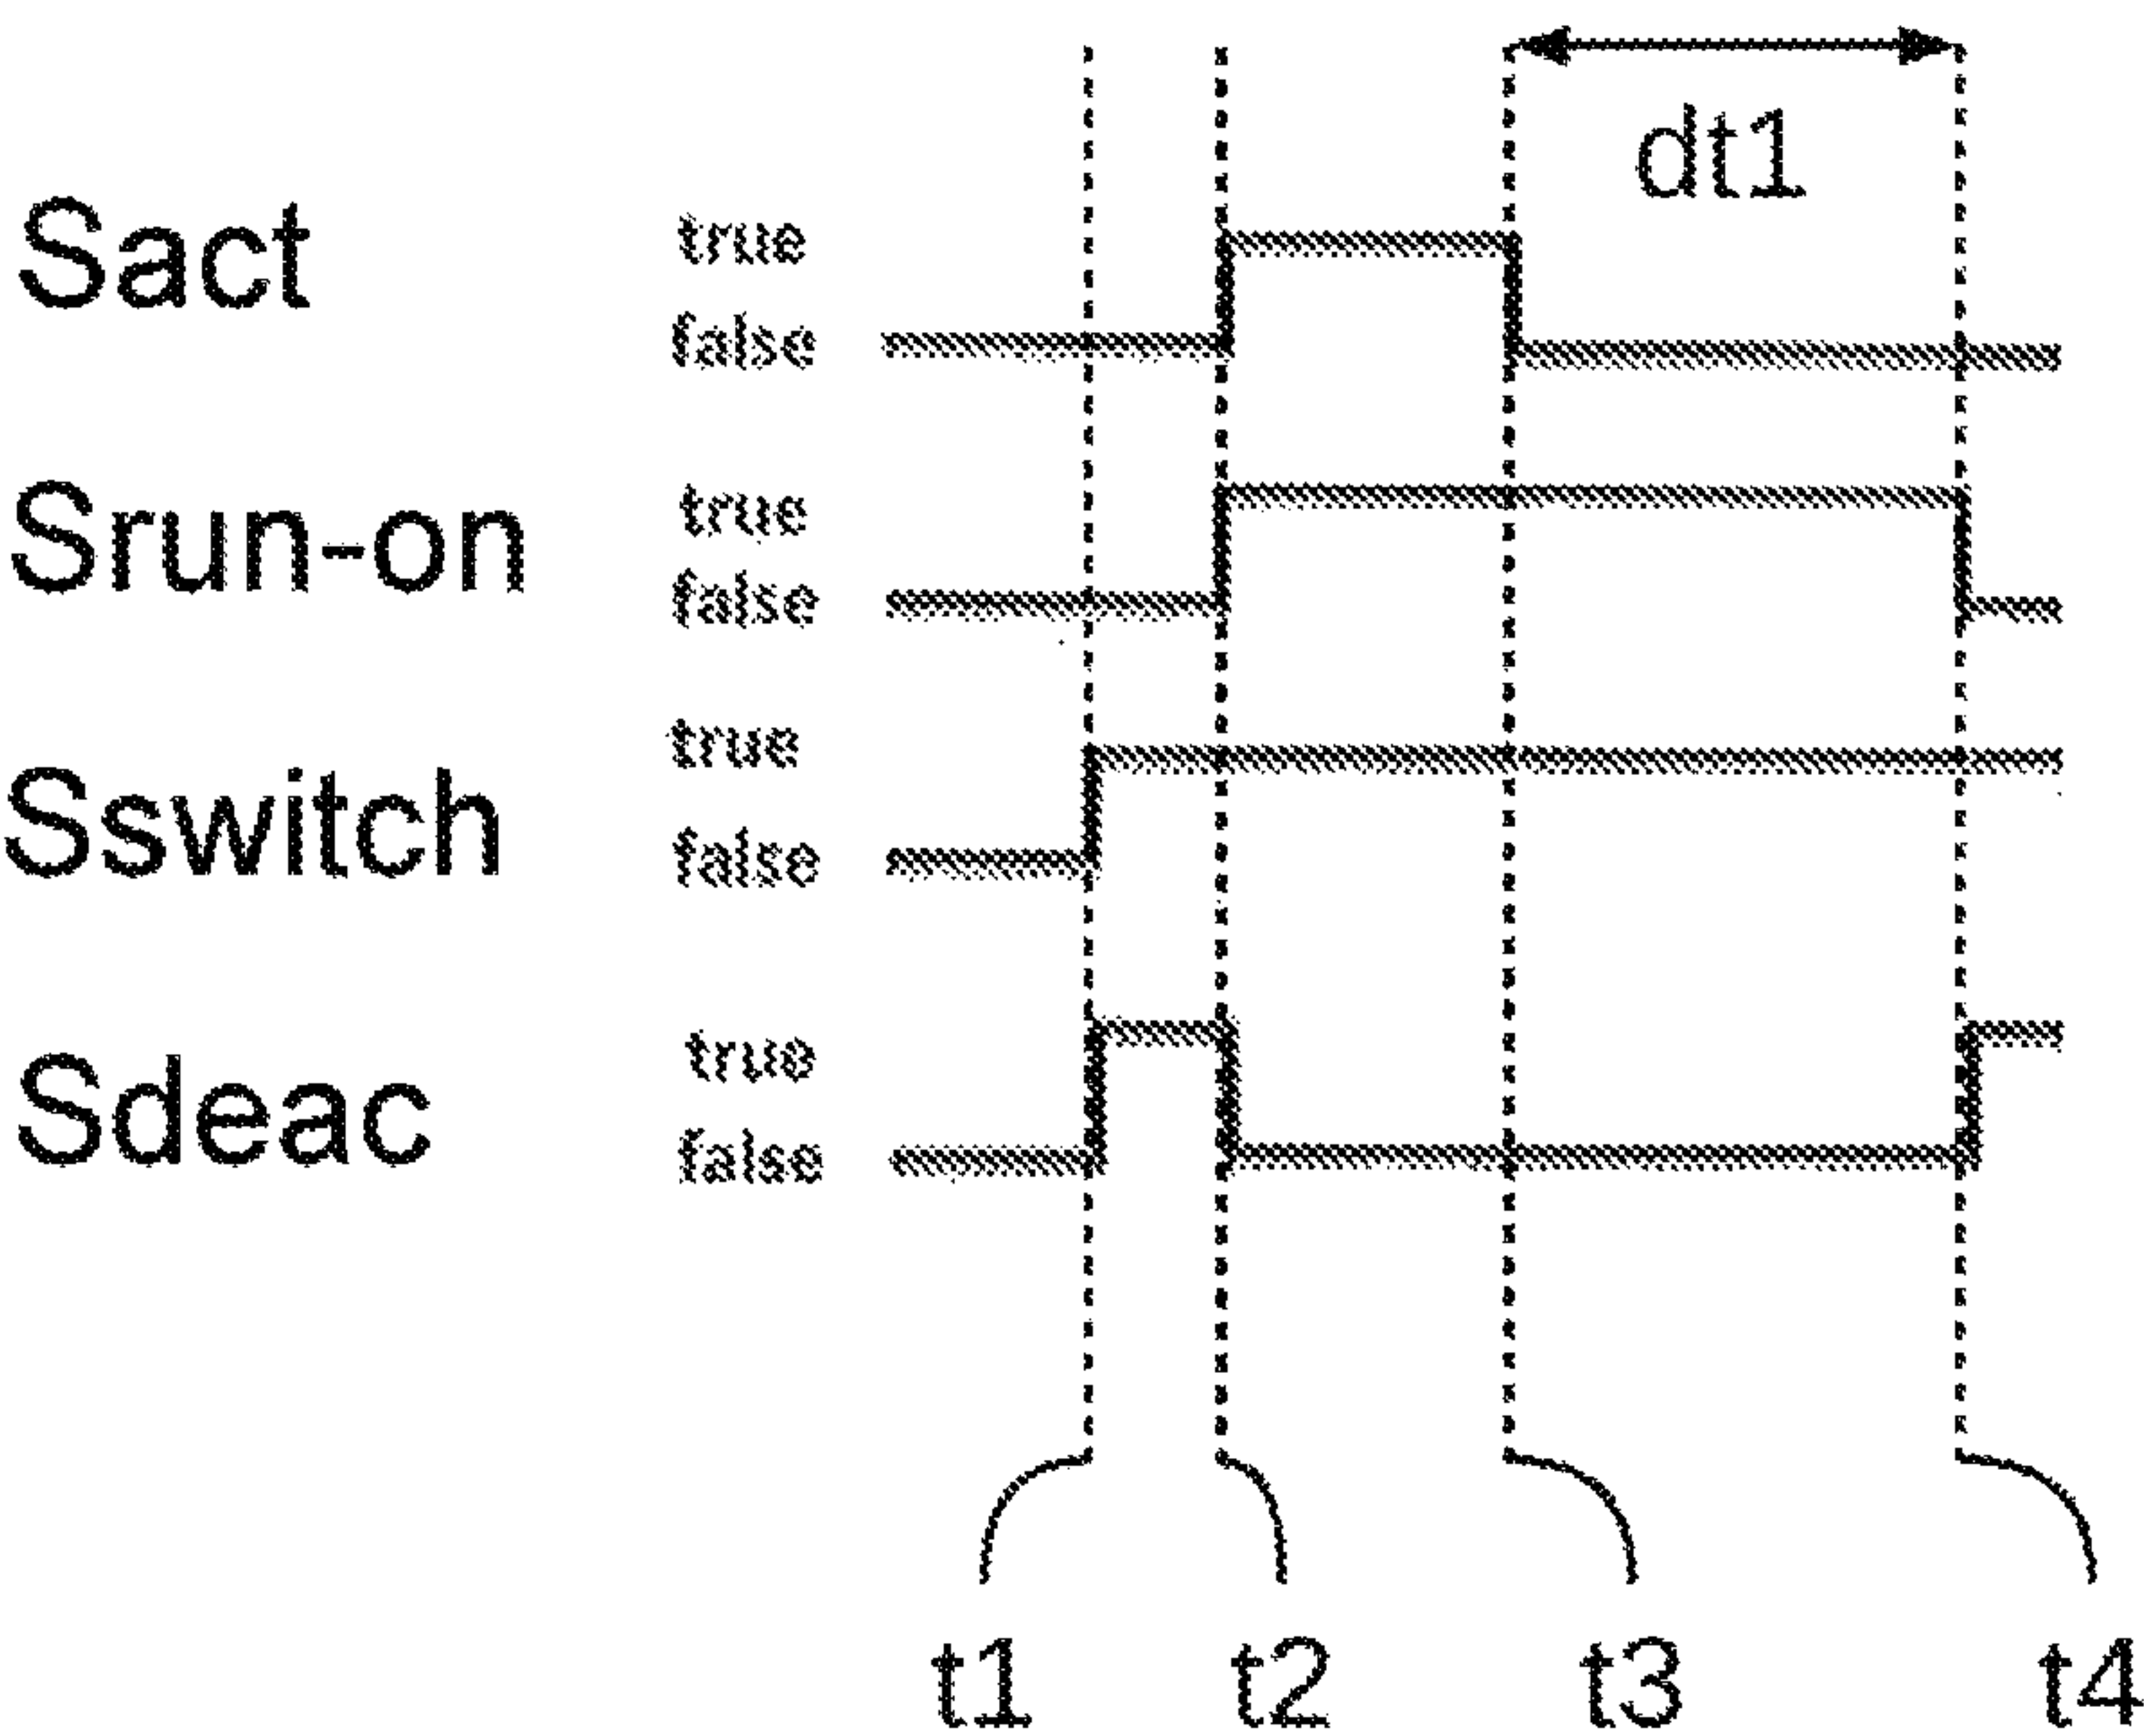 dt1
Sact
true
false
Srun-on
true
false
Sswitch
true
false
Sdeac
true
false
t1 t2 t3 t4